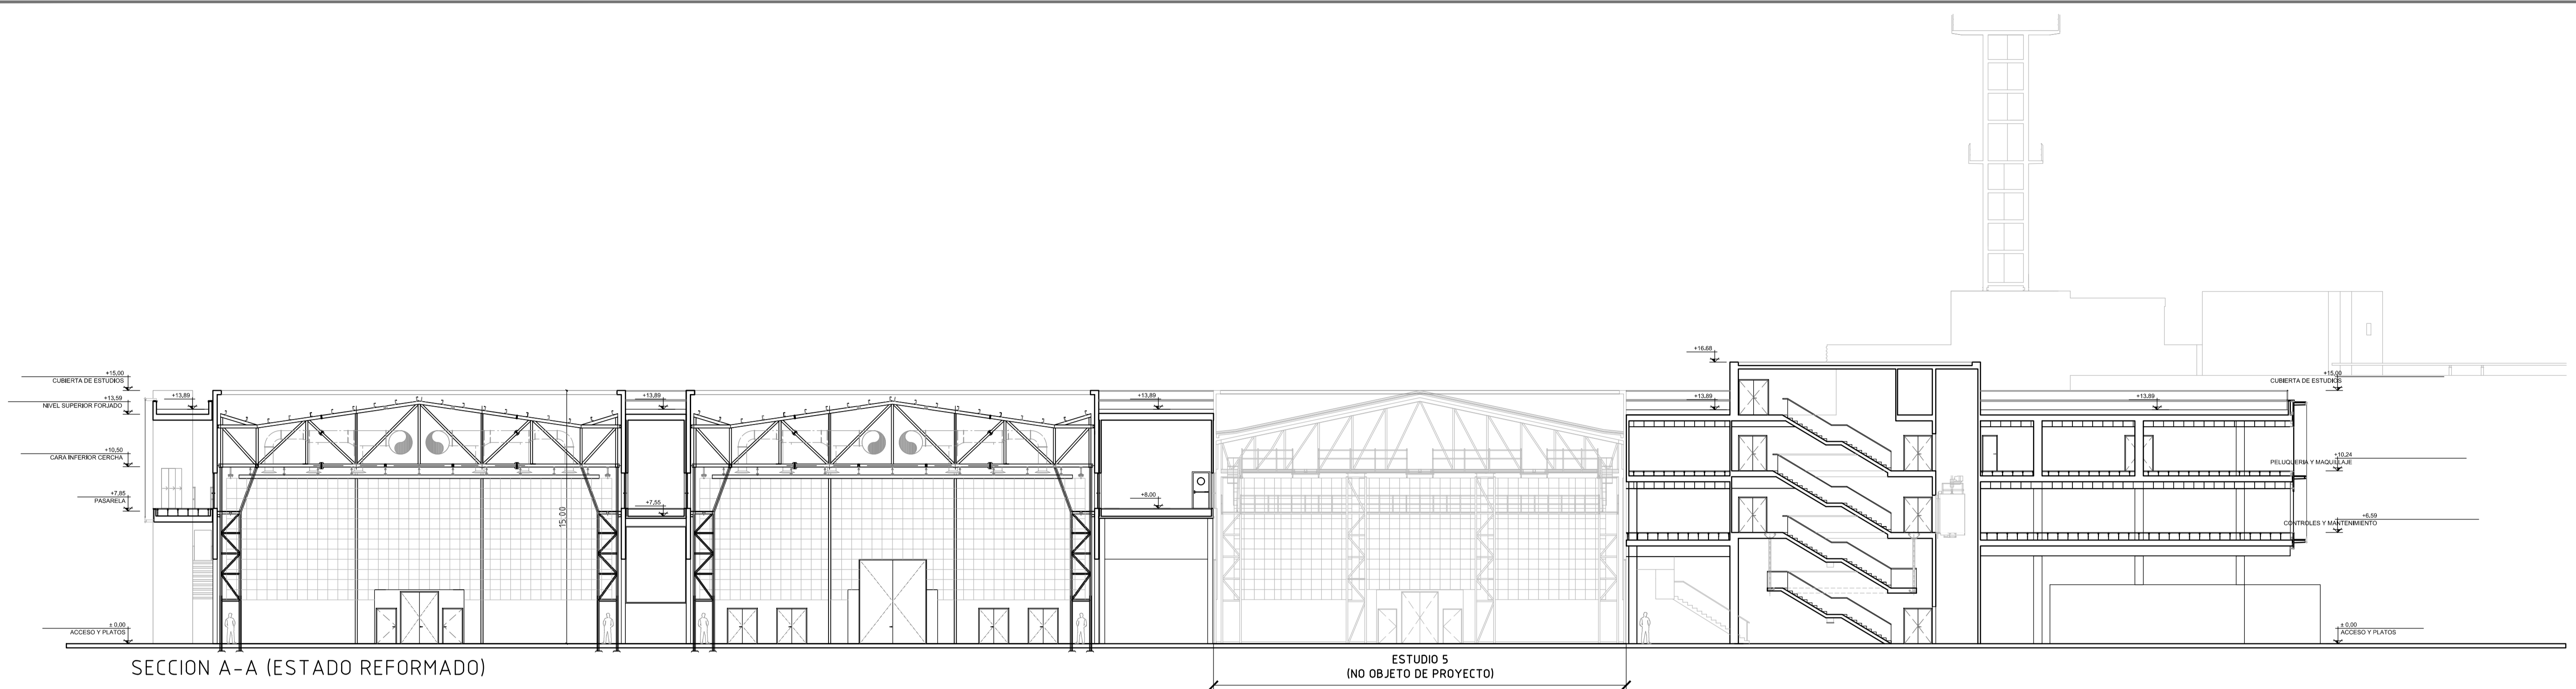 +16.68
+15,00
CUBIERTA DE ESTUDIOS
+13,59
NIVEL SUPERIOR FORJADO
+10,50
CARA INFERIOR CERCHA
+7,85
PASARELA
± 0,00
ACCESO Y PLATOS
+13,89
+13,89
+13,89
+13,89
+13,89
15.00
+7,55
+8,00
+15,00
CUBIERTA DE ESTUDIOS
+10,24
PELUQUERIA Y MAQUILLAJE
+6,59
CONTROLES Y MANTENIMIENTO
± 0,00
ACCESO Y PLATOS
SECCION A-A (ESTADO REFORMADO)
ESTUDIO 5
(NO OBJETO DE PROYECTO)